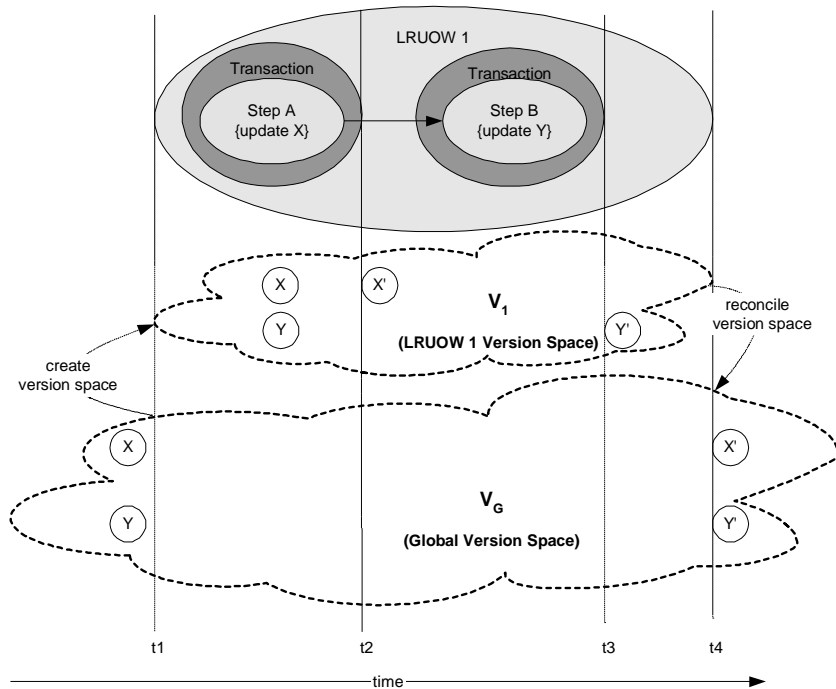 LRUOW 1
Transaction
Transaction
Step A
{update X}
Step B
{update Y}
X
X'
V1
Y
(LRUOW 1 Version Space)
Y'
reconcile
version space
create
version space
X
X'
VG
Y
(Global Version Space)
Y'
t1
t2
t3
t4
time